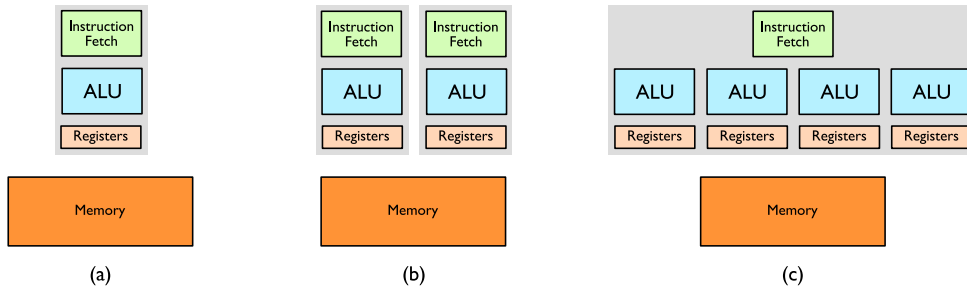 Instruction
Fetch
ALU
Registers
Memory
(a)
Instruction
Fetch
Instruction
Fetch
ALU
ALU
Registers
Registers
Memory
(b)
Instruction
Fetch
ALU
ALU
ALU
ALU
Registers
Registers
Registers
Registers
Memory
(c)